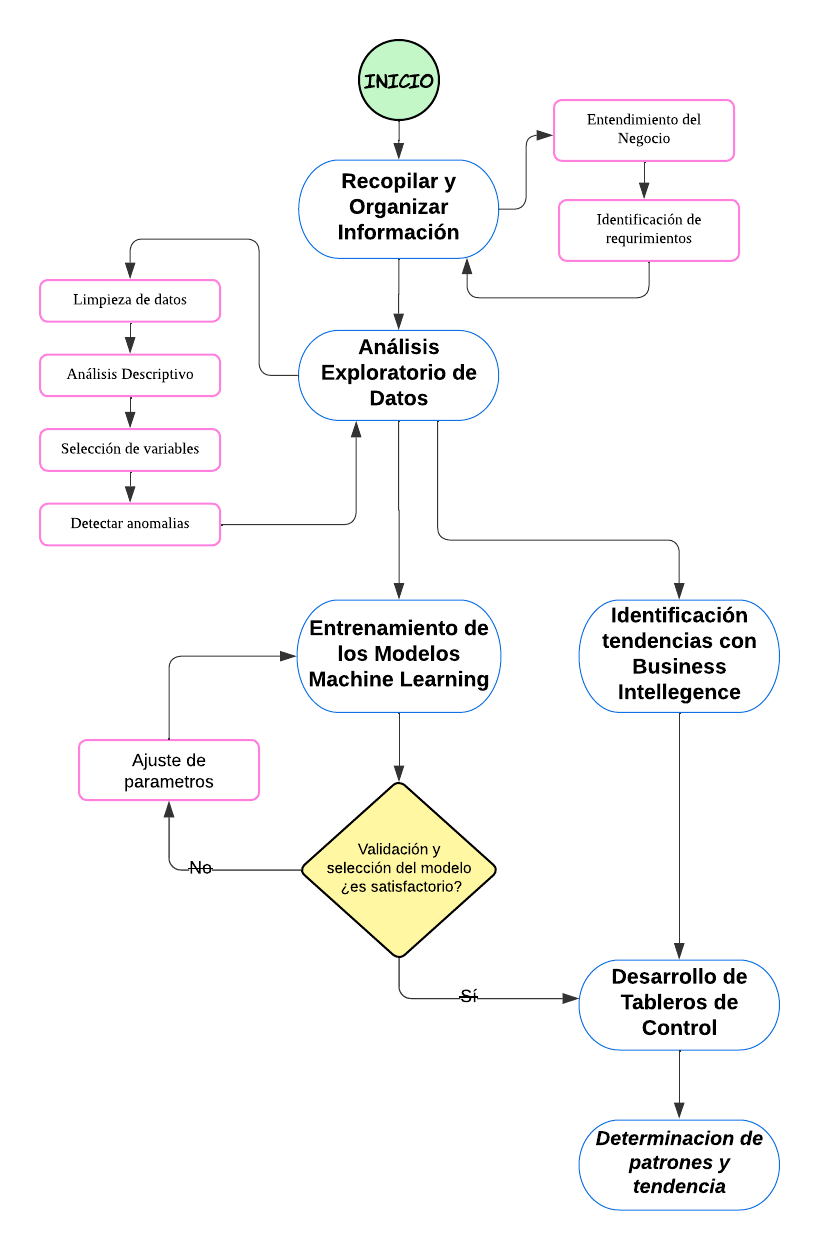 INICIO
Entendimiento del
Negocio
Recopilar y
Organizar
Información
Identificación de
requrimientos
Limpieza de datos
Análisis Descriptivo
Selección de variables
Detectar anomalias
Análisis
Exploratorio de
Datos
Entrenamiento de
los Modelos
Machine Learning
Identificación
tendencias con
Business
Intellegence
Ajuste de
parametros
Validación y
selección del modelo
¿es satisfactorio?
No
Sí
Desarrollo de
Tableros de
Control
Determinacion de
patrones y
tendencia